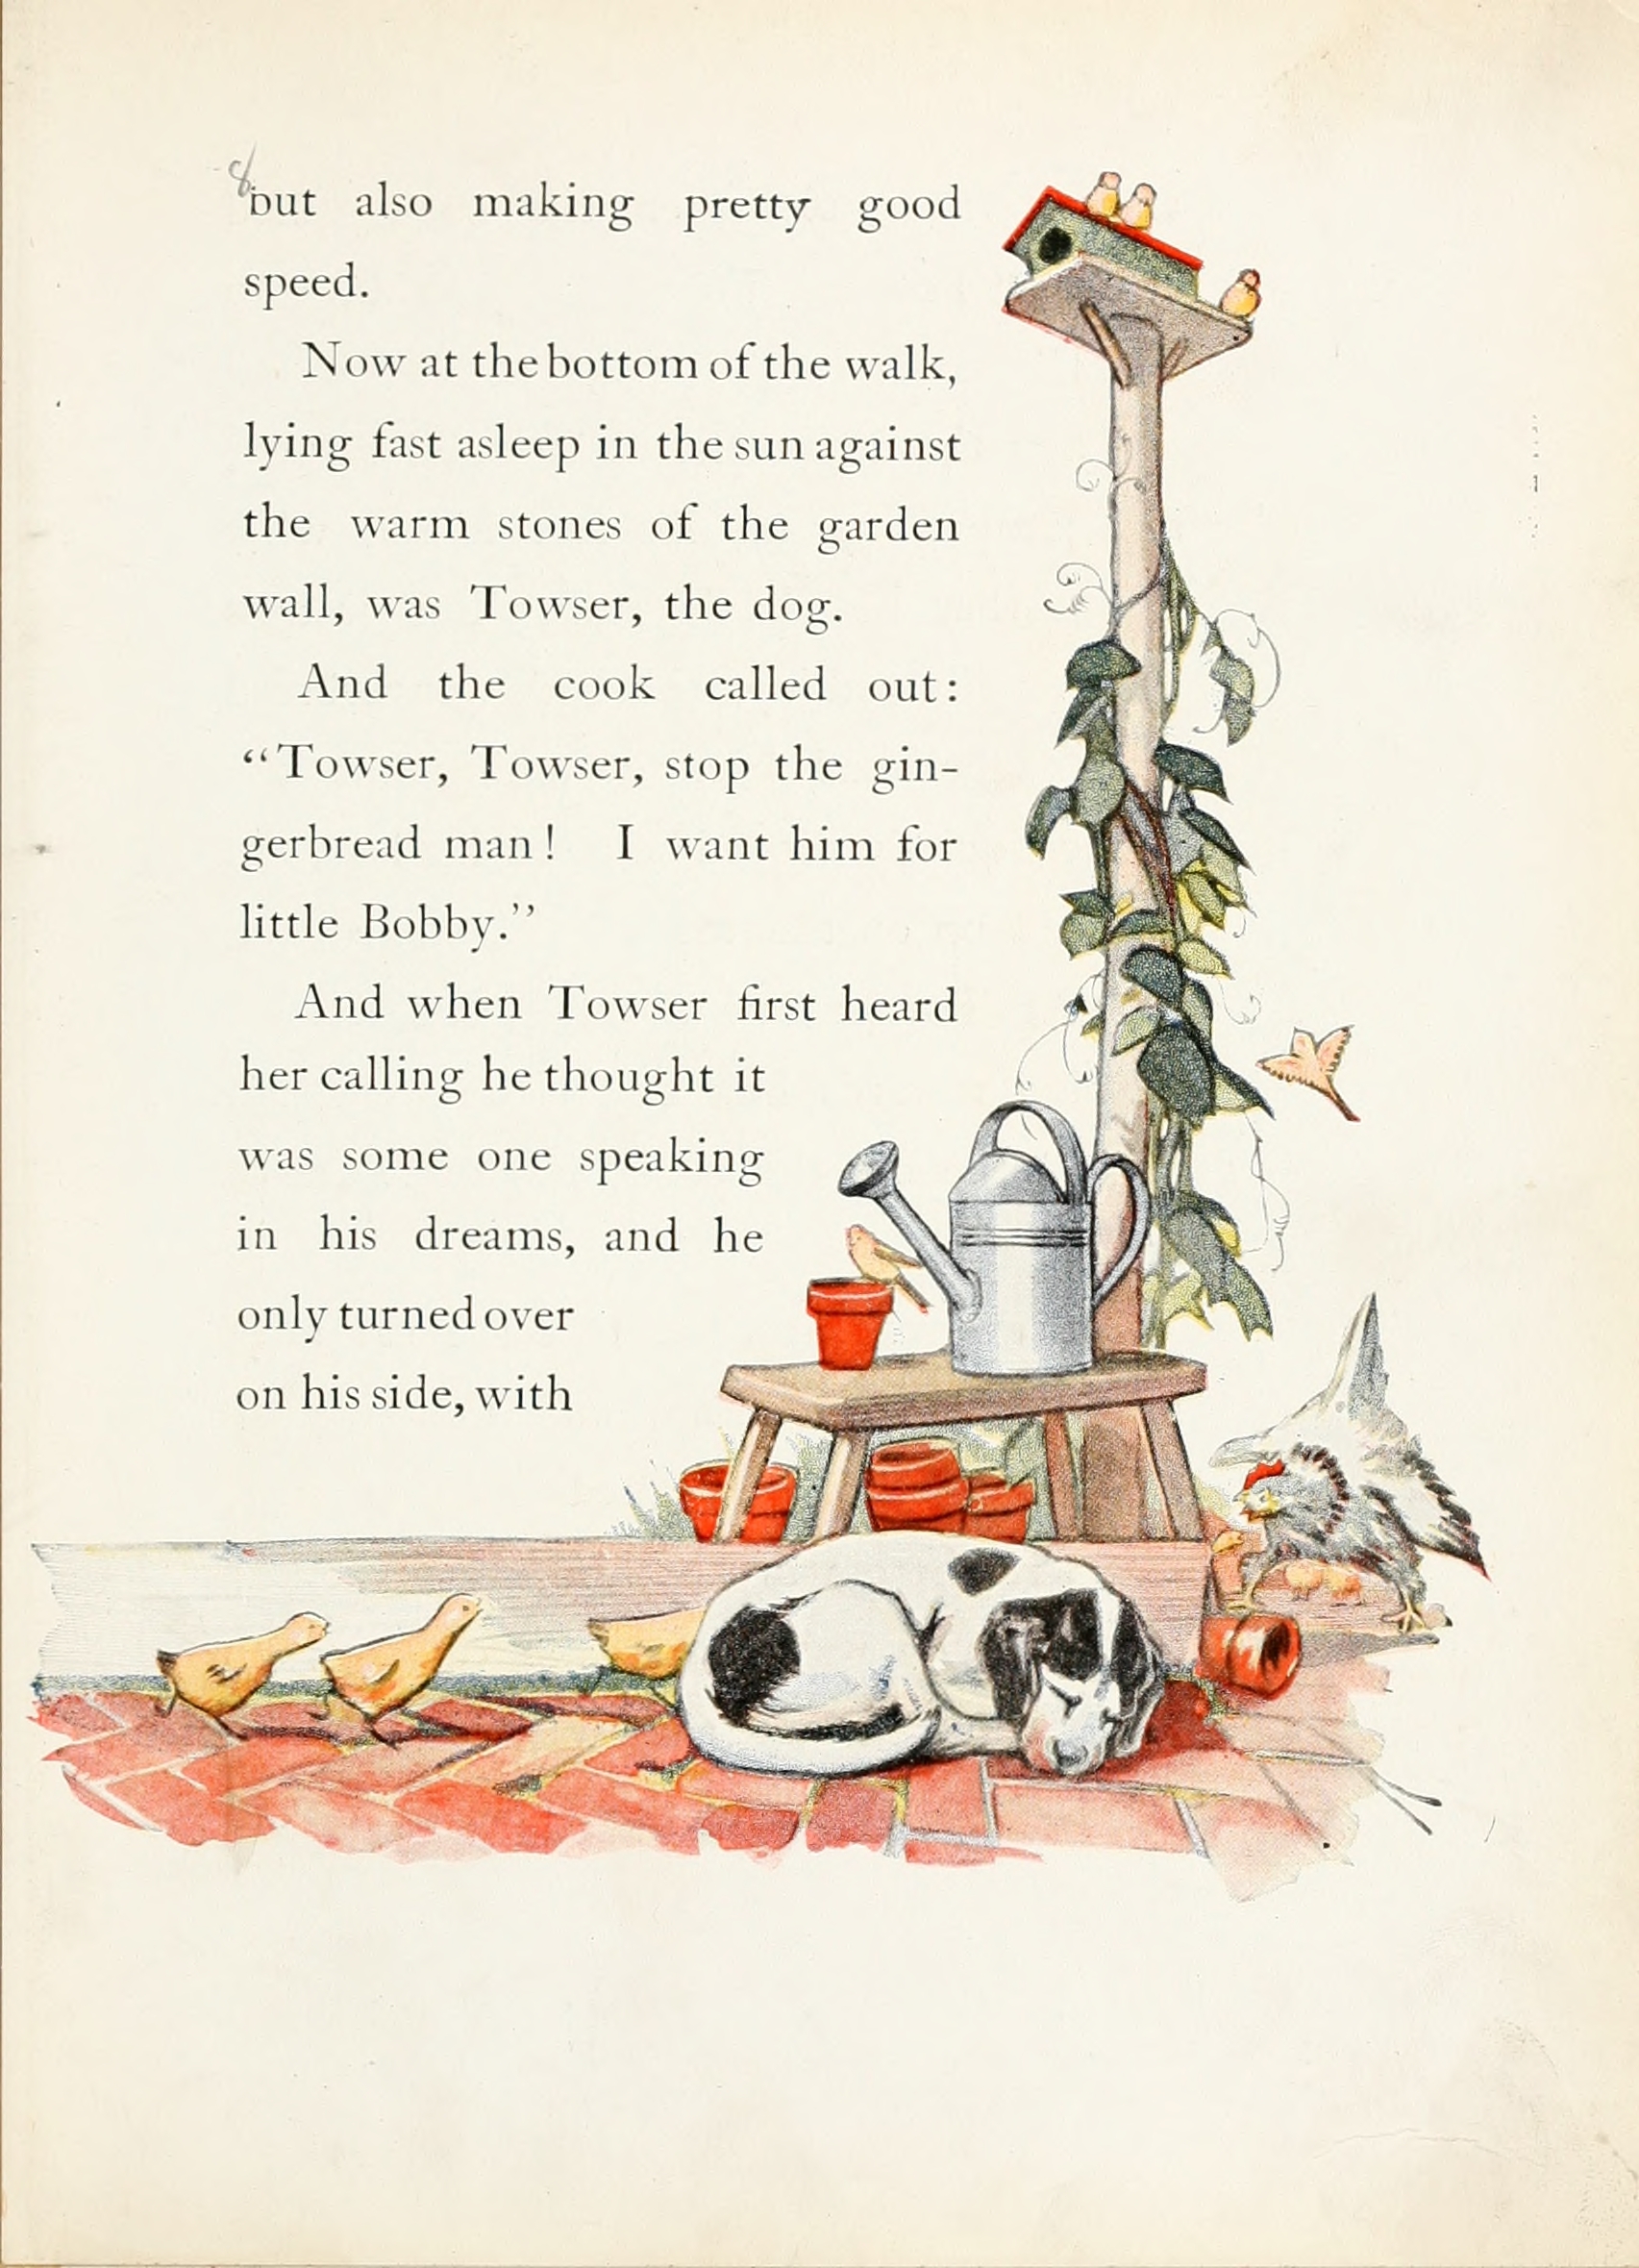 8
but also making pretty good
speed.
Now at the bottom of the walk,
lying fast asleep in the sun against
the warm stones of the garden
wall, was Towser, the dog.
And the cook called out:
“Towser, Towser, stop the gin-
gerbread man! I want him for
little Bobby.”
And when Towser first heard
her calling he thought it
was some one speaking
in his dreams, and he
only turned over
on his side, with